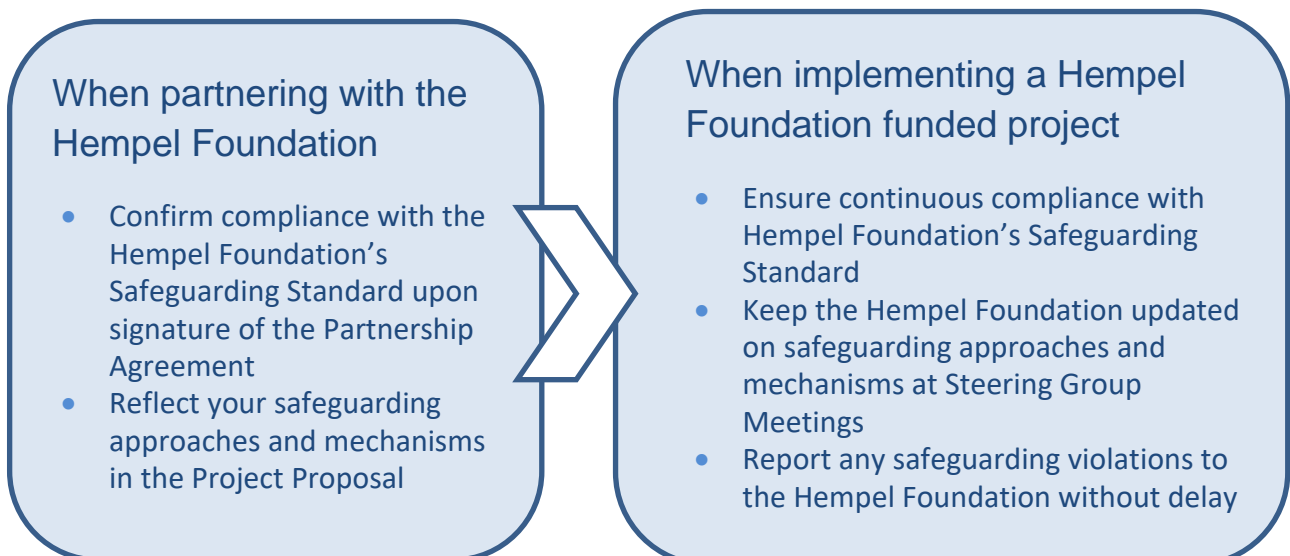 When partnering with the
Hempel Foundation
• Confirm compliance with the
Hempel Foundation’s
Safeguarding Standard upon
signature of the Partnership
Agreement
• Reflect your safeguarding
approaches and mechanisms
in the Project Proposal
When implementing a Hempel
Foundation funded project
• Ensure continuous compliance with
Hempel Foundation’s Safeguarding
Standard
• Keep the Hempel Foundation updated
on safeguarding approaches and
mechanisms at Steering Group
Meetings
• Report any safeguarding violations to
the Hempel Foundation without delay